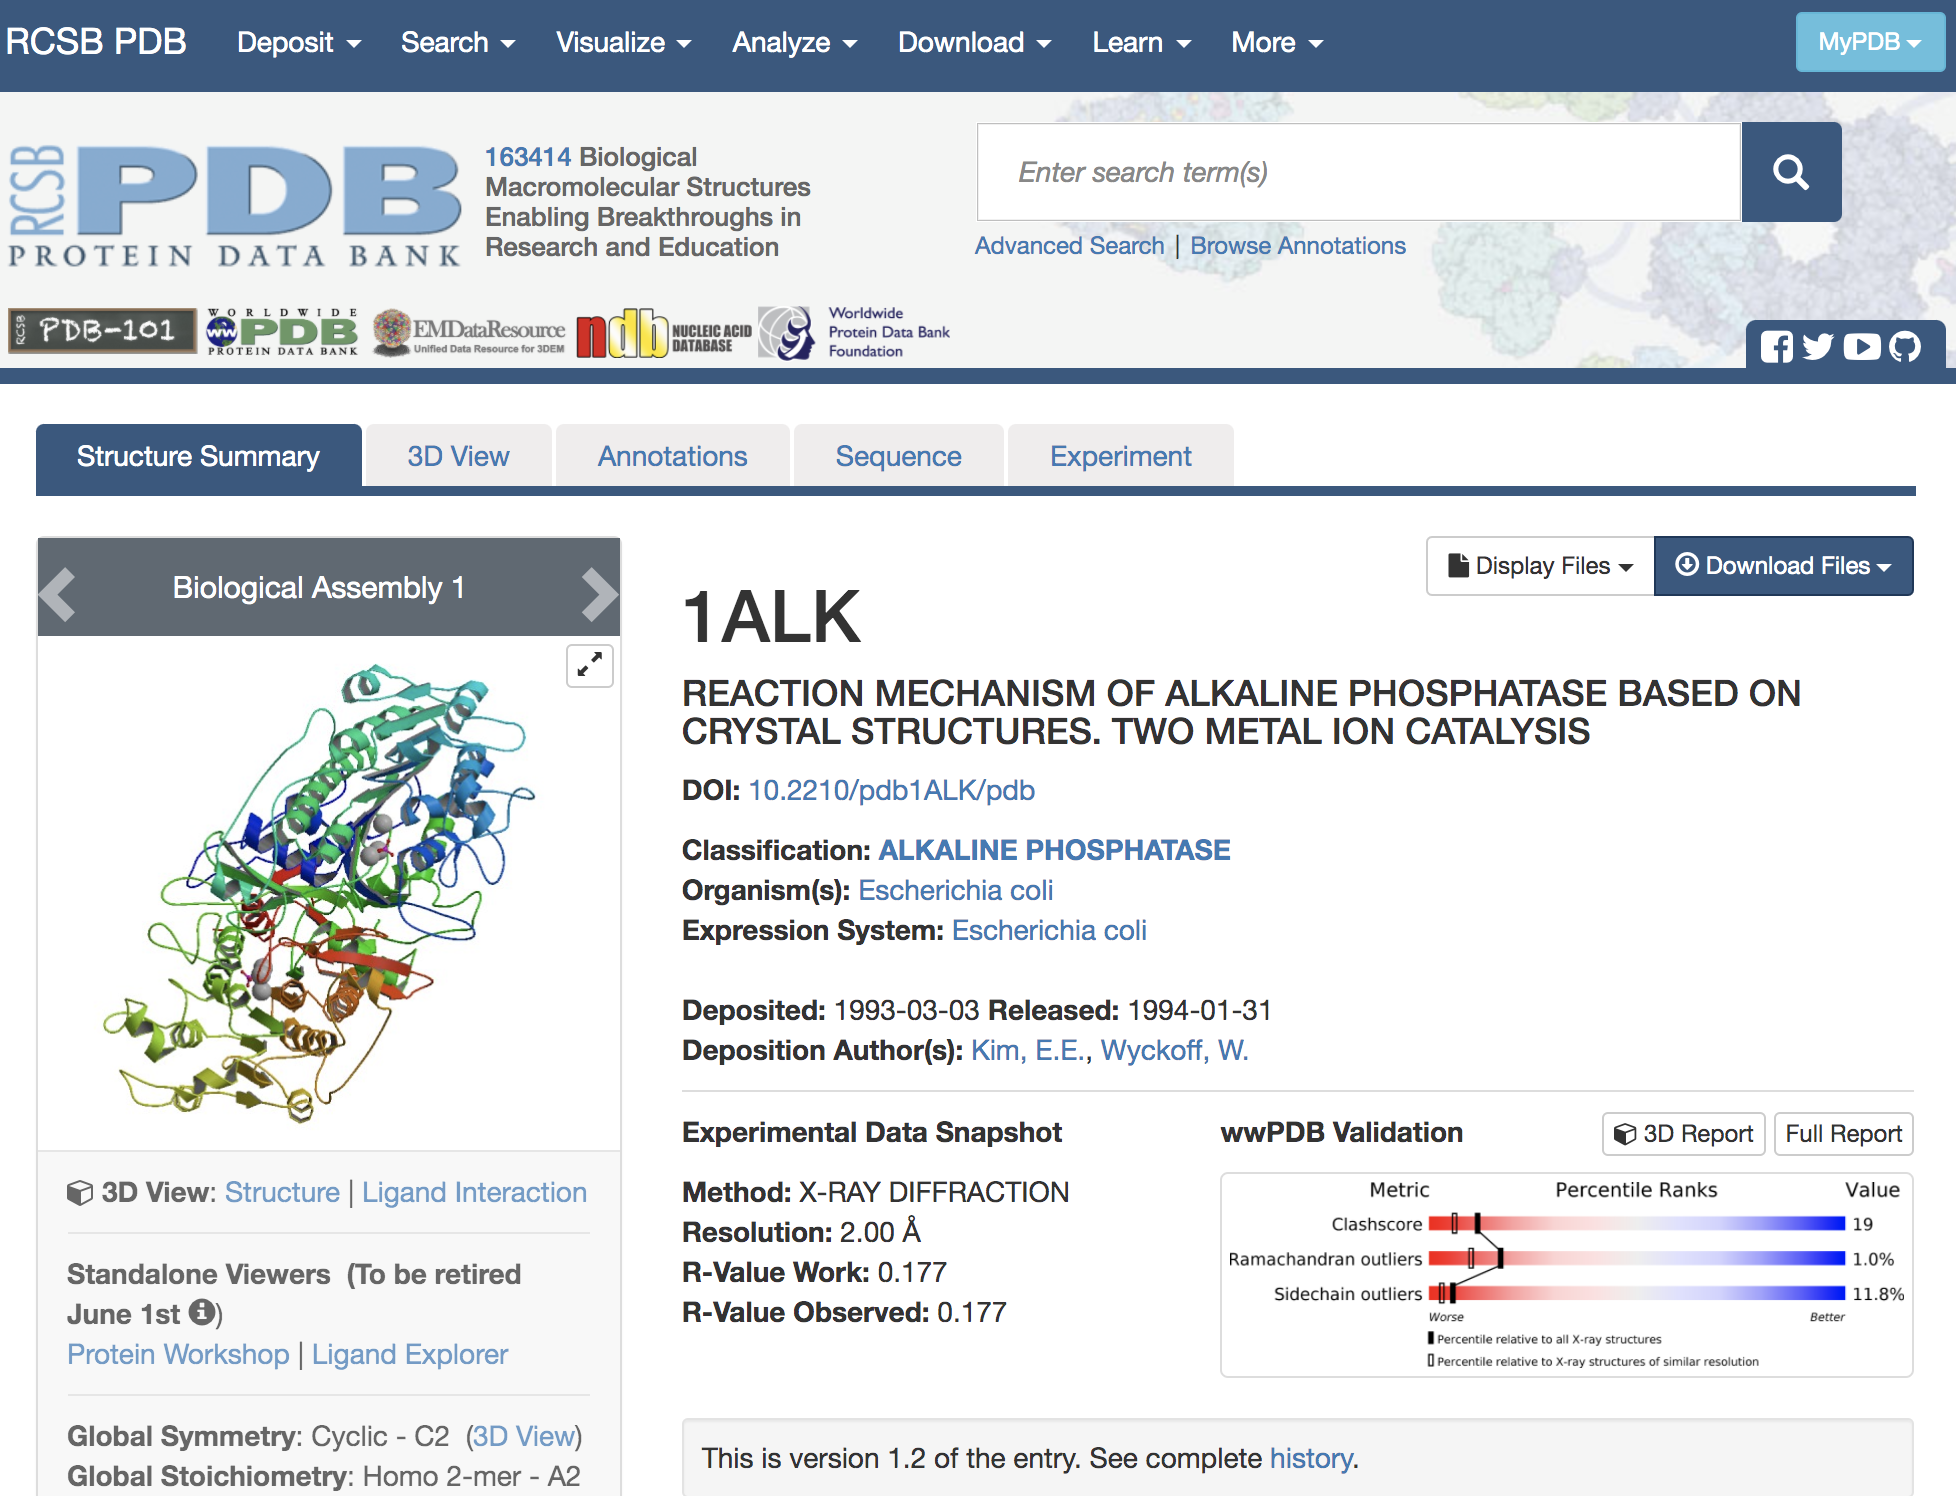 RCSB PDB Deposit Search Visualize Analyze Download Learn More MyPDB
RCSB PDB
PROTEIN DATA BANK
163414 Biological
Macromolecular Structures
Enabling Breakthroughs in
Research and Education
Enter search term(s)
Advanced Search | Browse Annotations
RCSB PDB-101
WORLDWIDE
ww PDB
PROTEIN DATA BANK
EMDataResource
Unified Data Resource for 3DEM
ndb NUCLEIC ACID
DATABASE
Worldwide
Protein Data Bank
Foundation
Structure Summary 3D View Annotations Sequence Experiment
Biological Assembly 1
3D View: Structure | Ligand Interaction
Standalone Viewers (To be retired
June 1st )
Protein Workshop | Ligand Explorer
Global Symmetry: Cyclic - C2 (3D View)
Global Stoichiometry: Homo 2-mer - A2
Display Files Download Files
1ALK
REACTION MECHANISM OF ALKALINE PHOSPHATASE BASED ON
CRYSTAL STRUCTURES. TWO METAL ION CATALYSIS
DOI: 10.2210/pdb1ALK/pdb
Classification: ALKALINE PHOSPHATASE
Organism(s): Escherichia coli
Expression System: Escherichia coli
Deposited: 1993-03-03 Released: 1994-01-31
Deposition Author(s): Kim, E.E., Wyckoff, W.
Experimental Data Snapshot
Method: X-RAY DIFFRACTION
Resolution: 2.00 Å
R-Value Work: 0.177
R-Value Observed: 0.177
wwPDB Validation 3D Report Full Report
Metric Percentile Ranks Value
Clashscore 19
Ramachandran outliers 1.0%
Sidechain outliers 11.8%
Worse Better
Percentile relative to all X-ray structures
Percentile relative to X-ray structures of similar resolution
This is version 1.2 of the entry. See complete history.